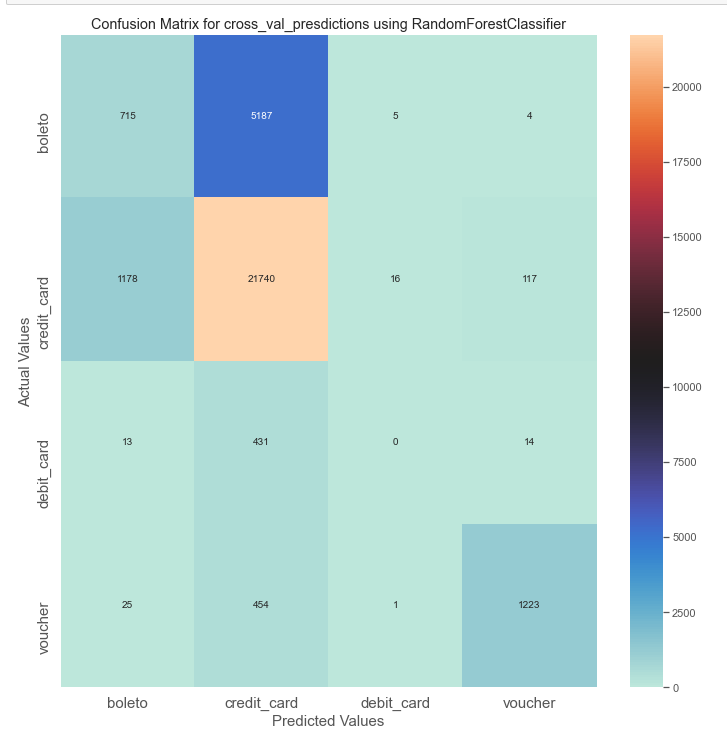 Confusion Matrix for cross_val_presdictions using RandomForestClassifier
Actual Values
boleto
715 5187 5 4
credit_card
1178 21740 16 117
debit_card
13 431 0 14
voucher
25 454 1 1223
boleto credit_card debit_card voucher
Predicted Values
20000
17500
15000
12500
10000
7500
5000
2500
0